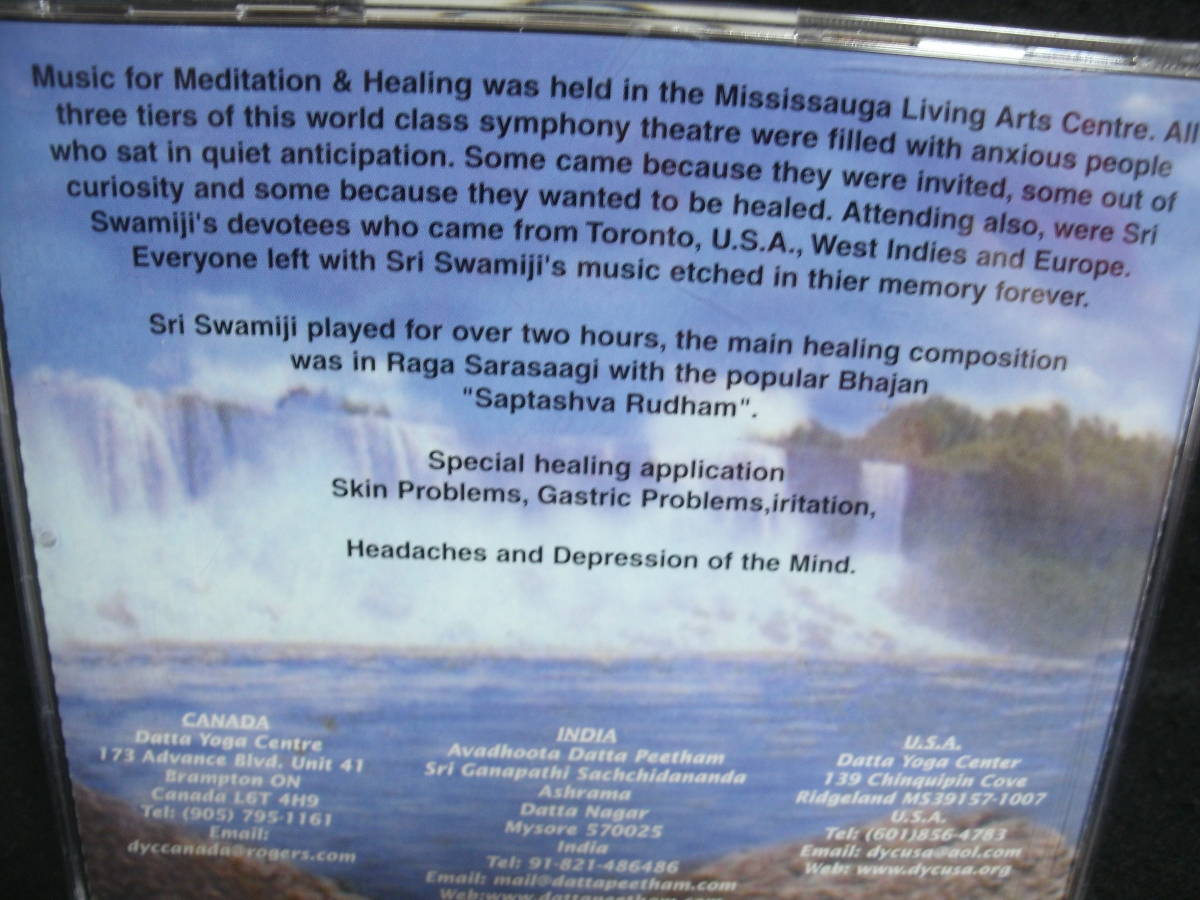 Music for Meditation & Healing was held in the Mississauga Living Arts Centre. All
three tiers of this world class symphony theatre were filled with anxious people
who sat in quiet anticipation. Some came because they were invited, some out of
curiosity and some because they wanted to be healed. Attending also, were Sri
Swamiji's devotees who came from Toronto, U.S.A., West Indies and Europe.
Everyone left with Sri Swamiji's music etched in thier memory forever.
Sri Swamiji played for over two hours, the main healing composition
was in Raga Sarasaagi with the popular Bhajan
"Saptashva Rudham".
Special healing application
Skin Problems, Gastric Problems,iritation,
Headaches and Depression of the Mind.
CANADA
Datta Yoga Centre
173 Advance Blvd. Unit 41
Brampton ON
Canada L6T 4H9
Tel: (905) 795-1161
Email:
dyccanada@rogers.com
INDIA
Avadhoota Datta Peetham
Sri Ganapathi Sachchidananda
Ashrama
Datta Nagar
Mysore 570025
India
Tel: 91-821-486486
Email: mail@dattapeetham.com
Web:www.dattapeetham.com
U.S.A.
Datta Yoga Center
139 Chinquipin Cove
Ridgeland MS39157-1007
U.S.A.
Tel: (601)856-4783
Email: dycusa@aol.com
Web: www.dycusa.org